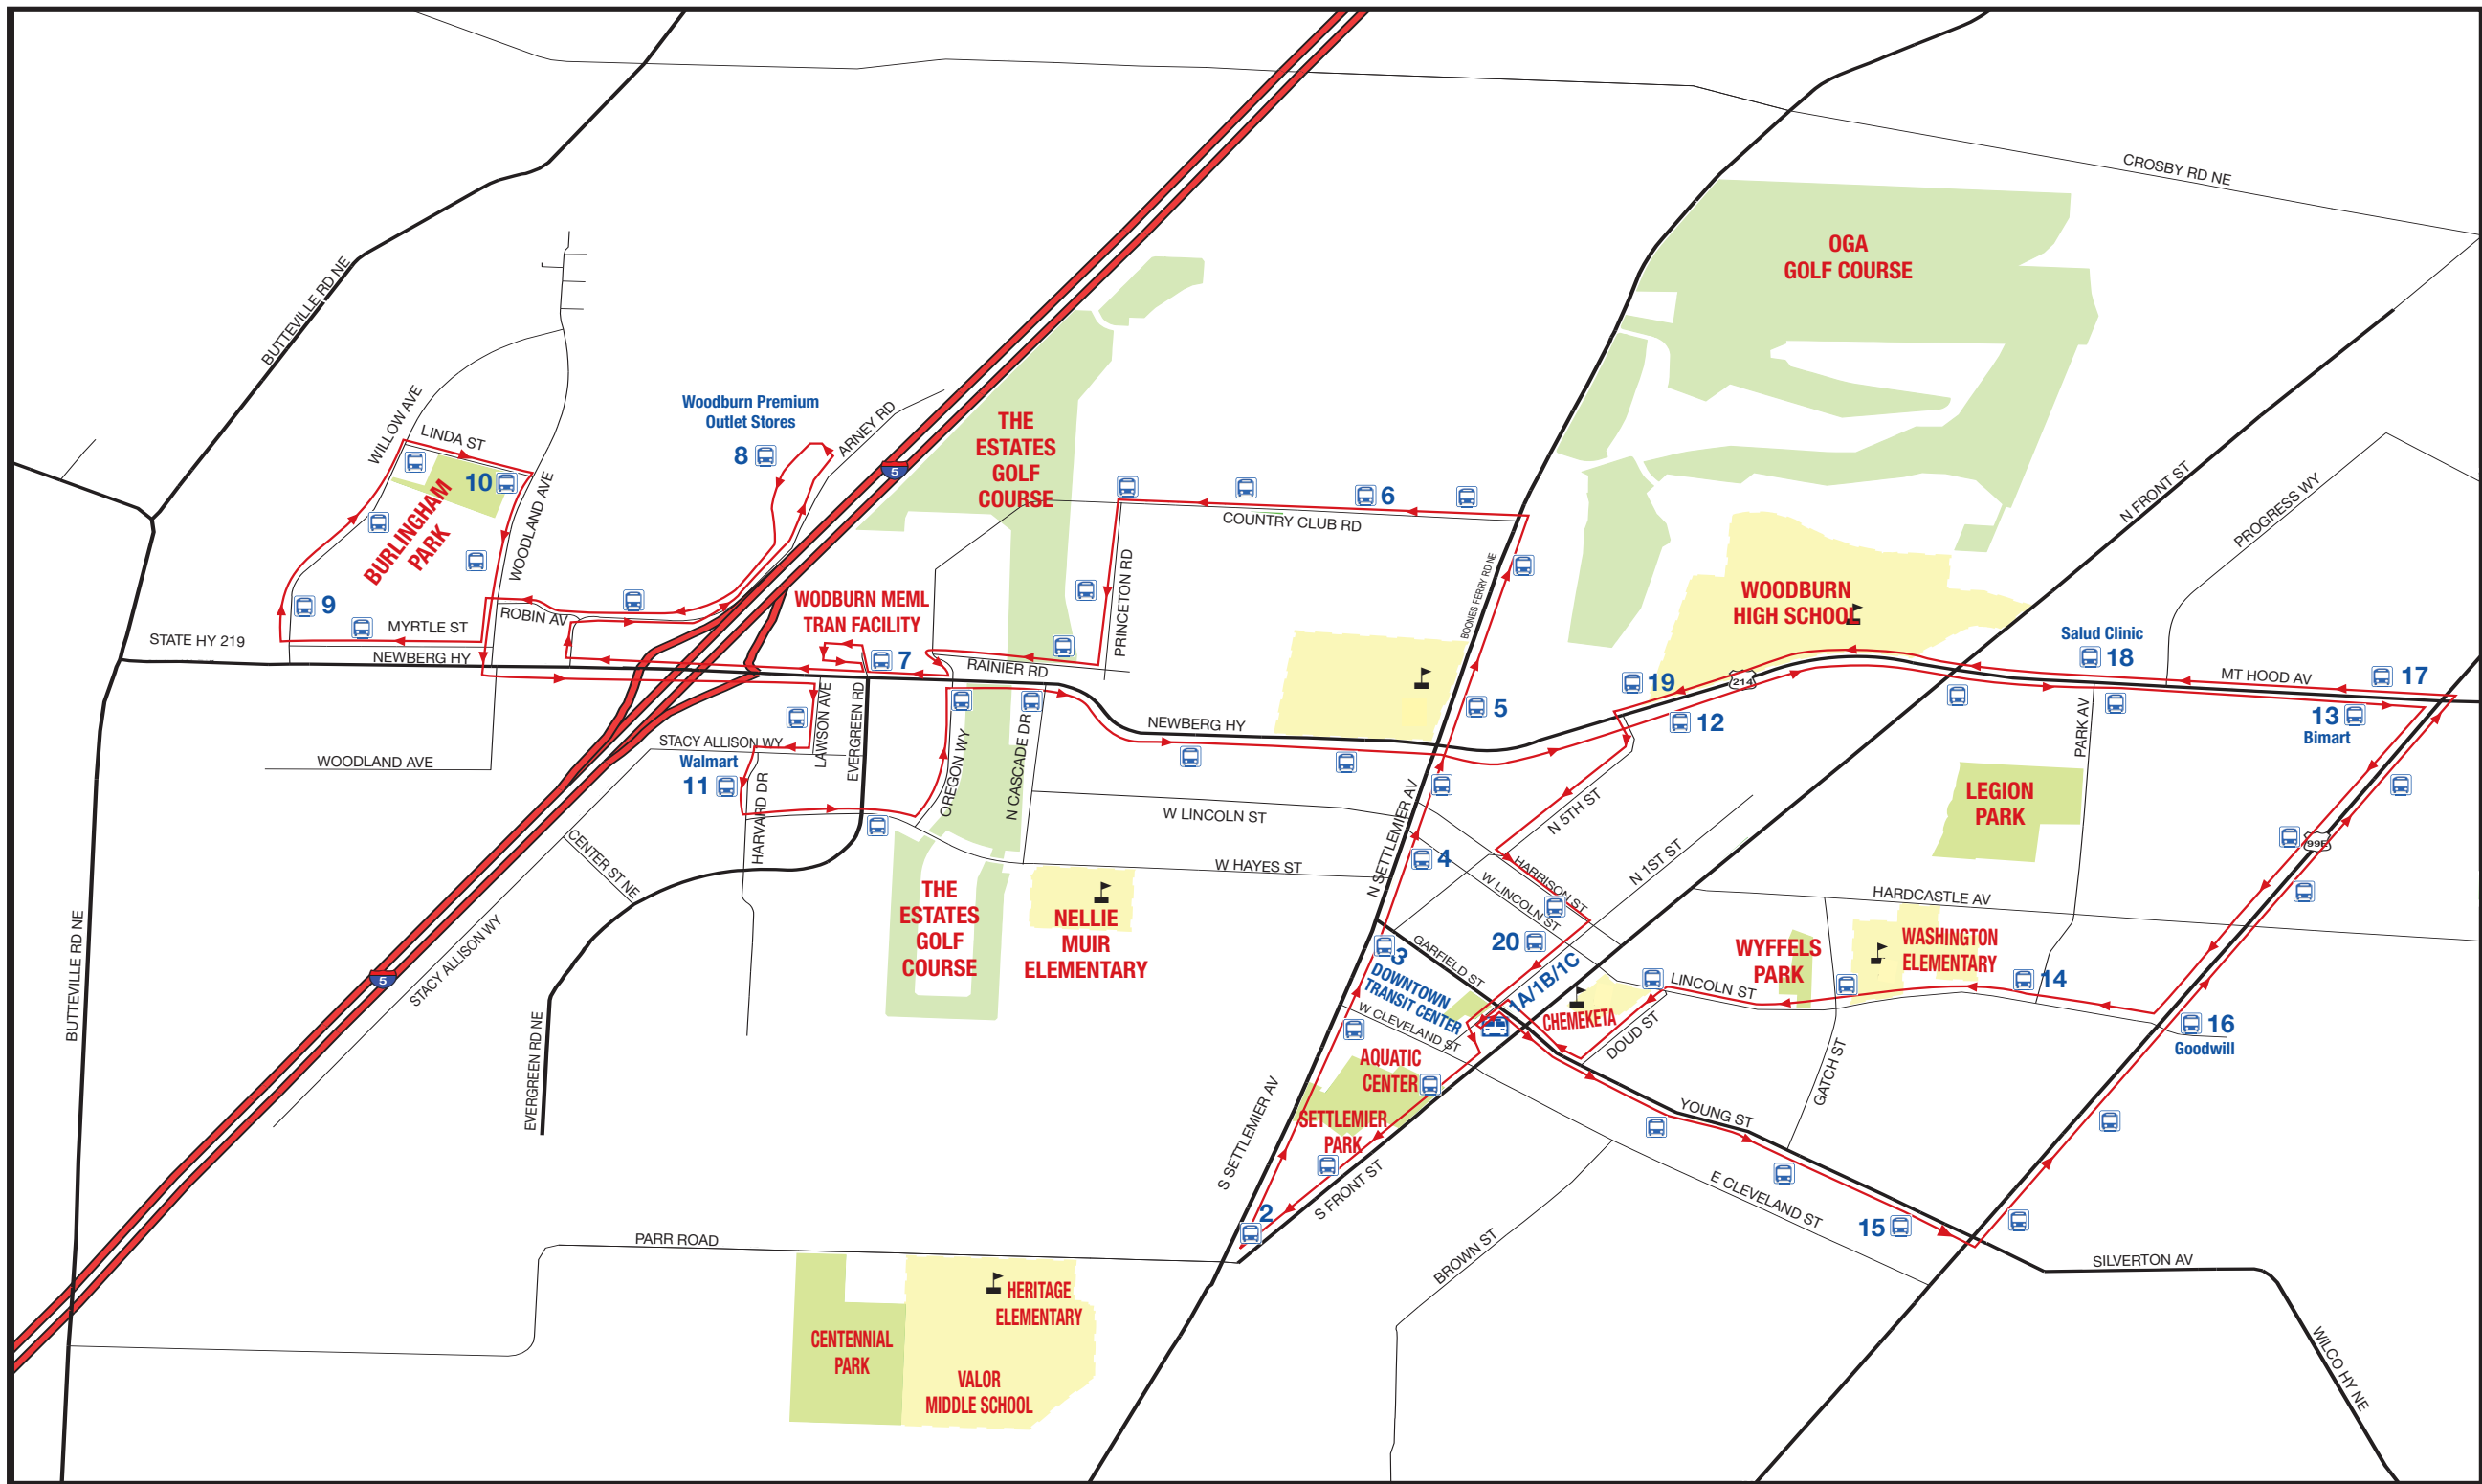 CROSBY RD NE
OGA
GOLF COURSE
BUTTEVILLE RD NE
Woodburn Premium
Outlet Stores
8
ARNEY RD
WILLOW AVE
LINDA ST
10
BURLINGHAM
PARK
WOODLAND AVE
THE
ESTATES
GOLF
COURSE
5
6
COUNTRY CLUB RD
N FRONT ST
PROGRESS WY
PRINCETON RD
BOONES FERRY RD NE
WOODBURN
HIGH SCHOOL
9
MYRTLE ST
ROBIN AV
WODBURN MEML
TRAN FACILITY
7
STATE HY 219
NEWBERG HY
RAINIER RD
Salud Clinic
18
MT HOOD AV
17
19
214
12
13
Bimart
5
NEWBERG HY
LAWSON AVE
EVERGREEN RD
STACY ALLISON WY
Walmart
11
HARVARD DR
OREGON WY
N CASCADE DR
WOODLAND AVE
PARK AV
LEGION
PARK
99E
W LINCOLN ST
N SETTLEMIER AV
N 5TH ST
4
W HAYES ST
HARRISON ST
W LINCOLN ST
N 1ST ST
HARDCASTLE AV
CENTER ST NE
THE
ESTATES
GOLF
COURSE
NELLIE
MUIR
ELEMENTARY
20
GARFIELD ST
3
DOWNTOWN
TRANSIT CENTER
1A/1B/1C
WYFFELS
PARK
WASHINGTON
ELEMENTARY
14
LINCOLN ST
5
STACY ALLISON WY
BUTTEVILLE RD NE
EVERGREEN RD NE
W CLEVELAND ST
CHEMEKETA
DOUD ST
16
Goodwill
AQUATIC
CENTER
SETTLEMIER
PARK
GATCH ST
YOUNG ST
S SETTLEMIER AV
2
S FRONT ST
E CLEVELAND ST
15
BROWN ST
SILVERTON AV
PARR ROAD
HERITAGE
ELEMENTARY
CENTENNIAL
PARK
VALOR
MIDDLE SCHOOL
WILCO HY NE